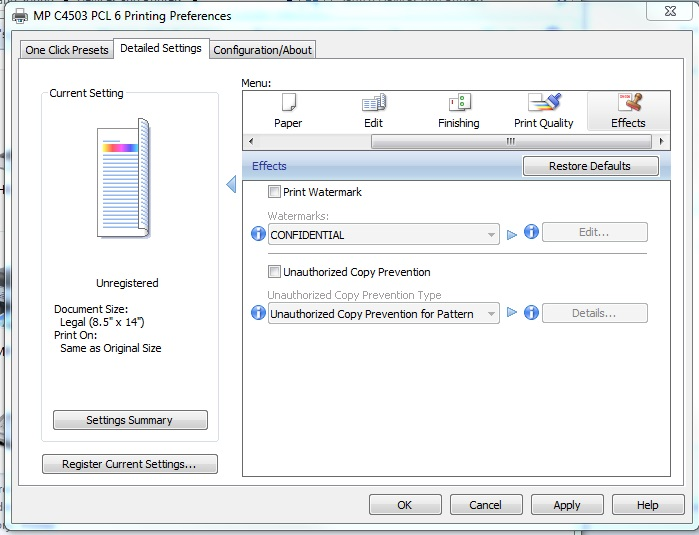 MP C4503 PCL 6 Printing Preferences
One Click Presets
Detailed Settings
Configuration/About
Current Setting
Unregistered
Document Size:
Legal (8.5" x 14")
Print On:
Same as Original Size
Settings Summary
Register Current Settings...
Menu:
Paper
Edit
Finishing
Print Quality
Effects
Effects
Restore Defaults
Print Watermark
Watermarks:
CONFIDENTIAL
Edit...
Unauthorized Copy Prevention
Unauthorized Copy Prevention Type
Unauthorized Copy Prevention for Pattern
Details...
OK
Cancel
Apply
Help